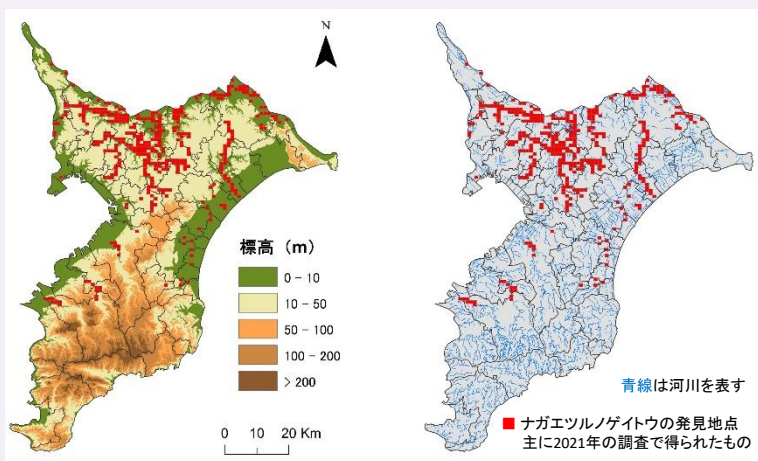 N
標高（m）
0 − 10
10 − 50
50 − 100
100 − 200
> 200
0 10 20 Km
青線は河川を表す
■ ナガエツルノゲイトウの発見地点
主に2021年の調査で得られたもの